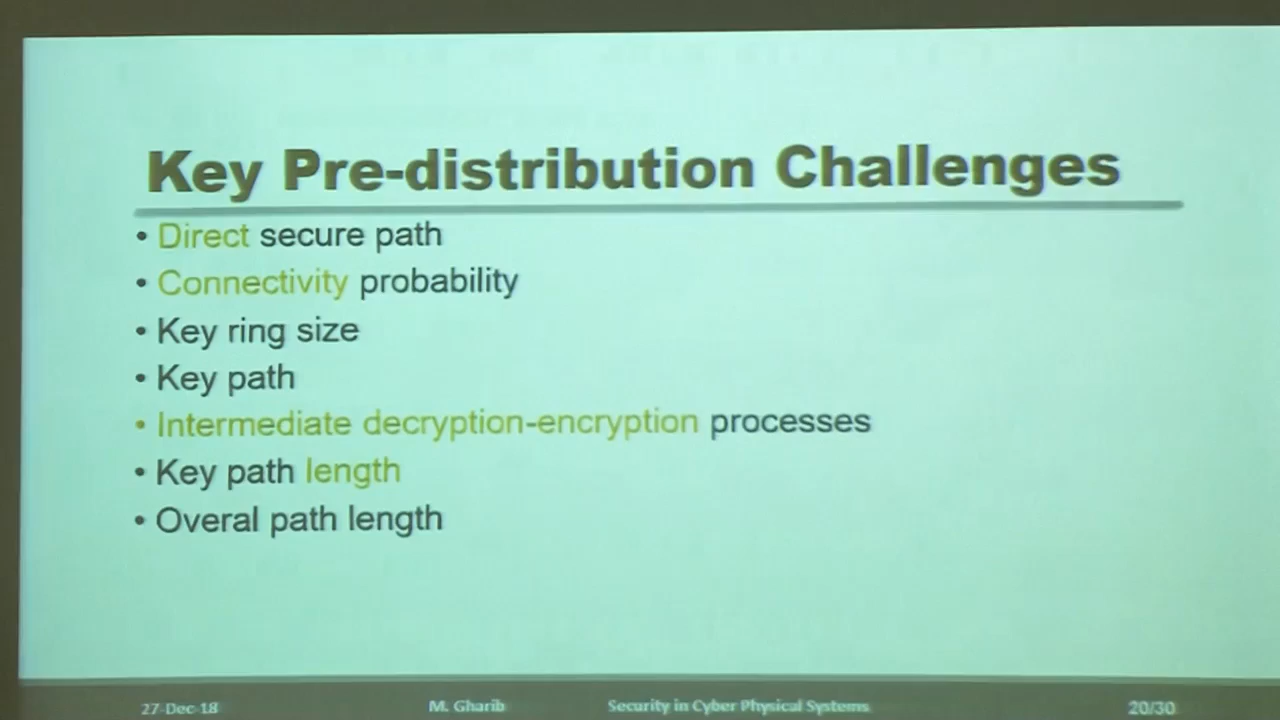 Key Pre-distribution Challenges
• Direct secure path
• Connectivity probability
• Key ring size
• Key path
• Intermediate decryption-encryption processes
• Key path length
• Overal path length
27-Dec-18 M. Gharib Security in Cyber Physical Systems 20/30